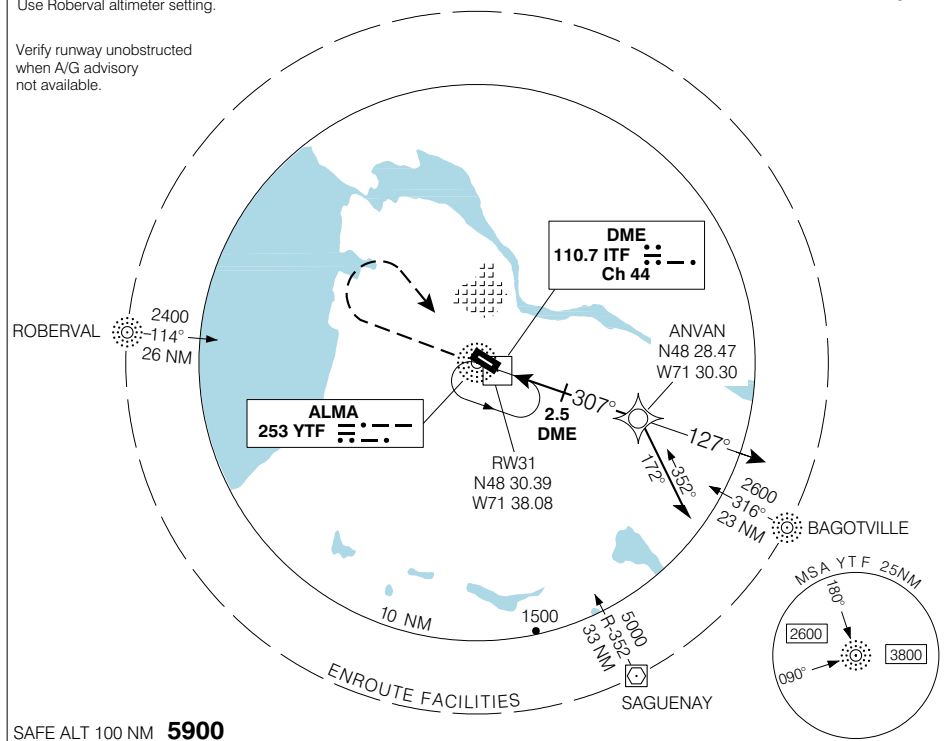 Use Roberval altimeter setting.
Verify runway unobstructed
when A/G advisory
not available.
DME
110.7 ITF
Ch 44
ROBERVAL
2400
114°
26 NM
ANVAN
N48 28.47
W71 30.30
ALMA
253 YTF
307°
2.5
DME
127°
RW31
N48 30.39
W71 38.08
172°
352°
2600
316°
23 NM
BAGOTVILLE
MSA YTF 25NM
180°
2600
3800
090°
10 NM
1500
5000
R-352
33 NM
SAGUENAY
ENROUTE FACILITIES
SAFE ALT 100 NM 5900